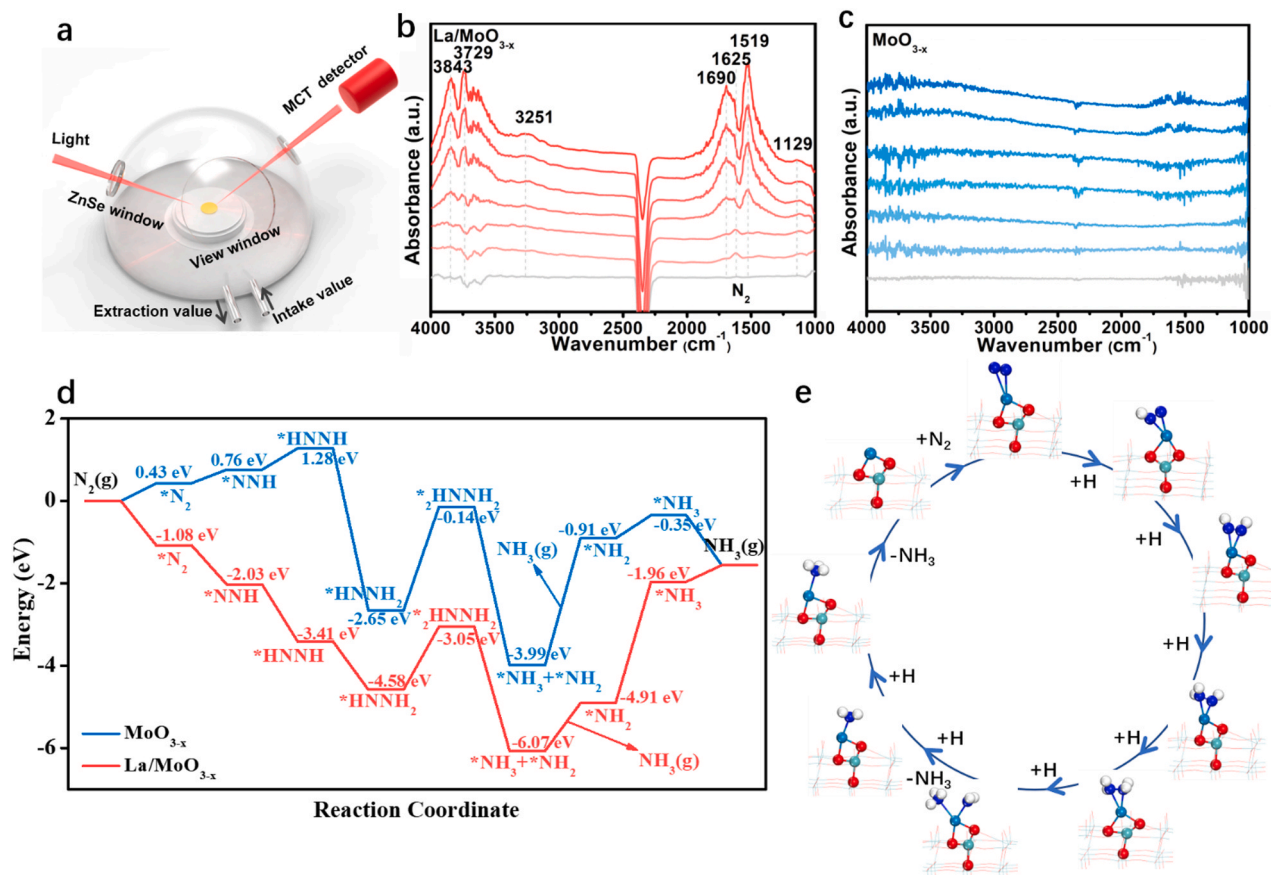 a
Light
ZnSe window
View window
MCT detector
Extraction value
Intake value
b
La/MoO3-x
3843
3729
3251
1690
1625
1519
1129
N2
Absorbance (a.u.)
4000 3500 3000 2500 2000 1500 1000
Wavenumber (cm-1)
c
MoO3-x
Absorbance (a.u.)
4000 3500 3000 2500 2000 1500 1000
Wavenumber (cm-1)
d
Energy (eV)
2
0
-2
-4
-6
N2(g)
0.43 eV
*N2
0.76 eV
*NNH
*HNNH
1.28 eV
*HNNH2
-2.65 eV
*2HNNH2
-0.14 eV
NH3(g)
-3.99 eV
*NH3+*NH2
-0.91 eV
*NH2
*NH3
-0.35 eV
NH3(g)
-1.08 eV
*N2
-2.03 eV
*NNH
-3.41 eV
*HNNH
-4.58 eV
*HNNH2
*2HNNH2
-3.05 eV
-6.07 eV
*NH3+*NH2
-4.91 eV
*NH2
NH3(g)
-1.96 eV
*NH3
MoO3-x
La/MoO3-x
Reaction Coordinate
e
+N2
+H
+H
+H
+H
+H
+H
-NH3
+H
-NH3